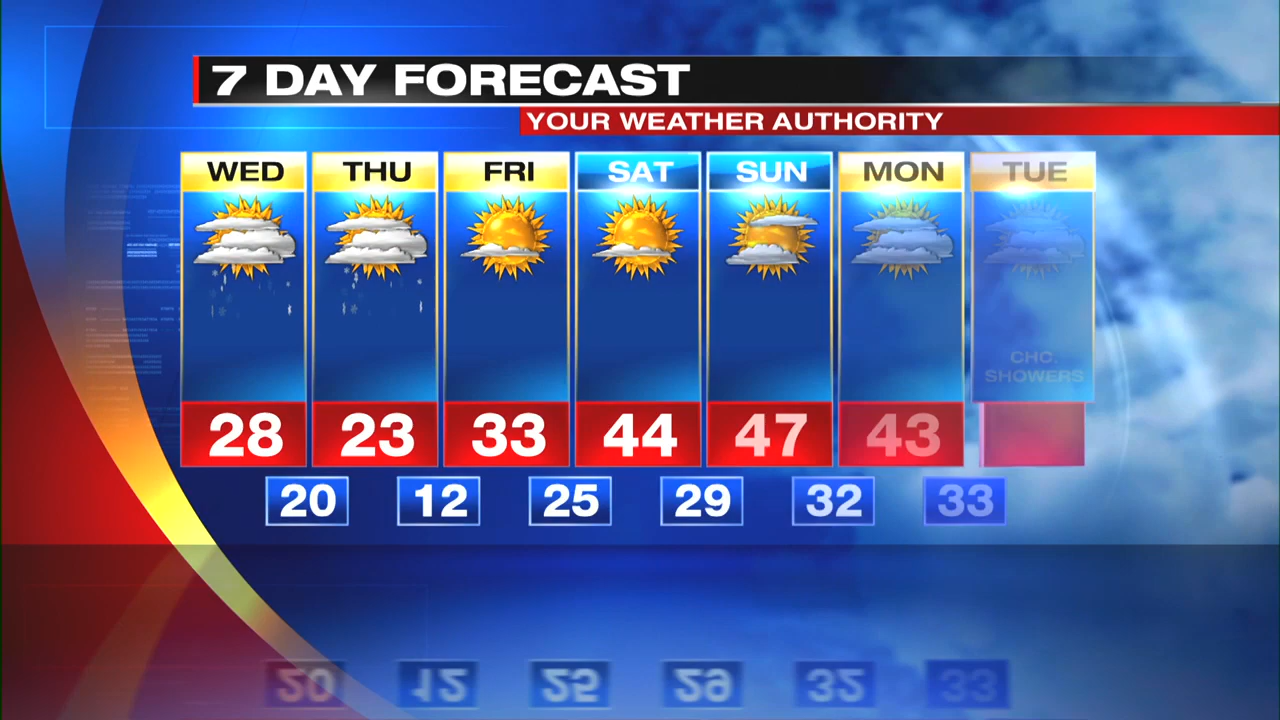 7 DAY FORECAST
YOUR WEATHER AUTHORITY
WED THU FRI SAT SUN MON TUE
CHC.
SHOWERS
28 23 33 44 47 43
20 12 25 29 32 33